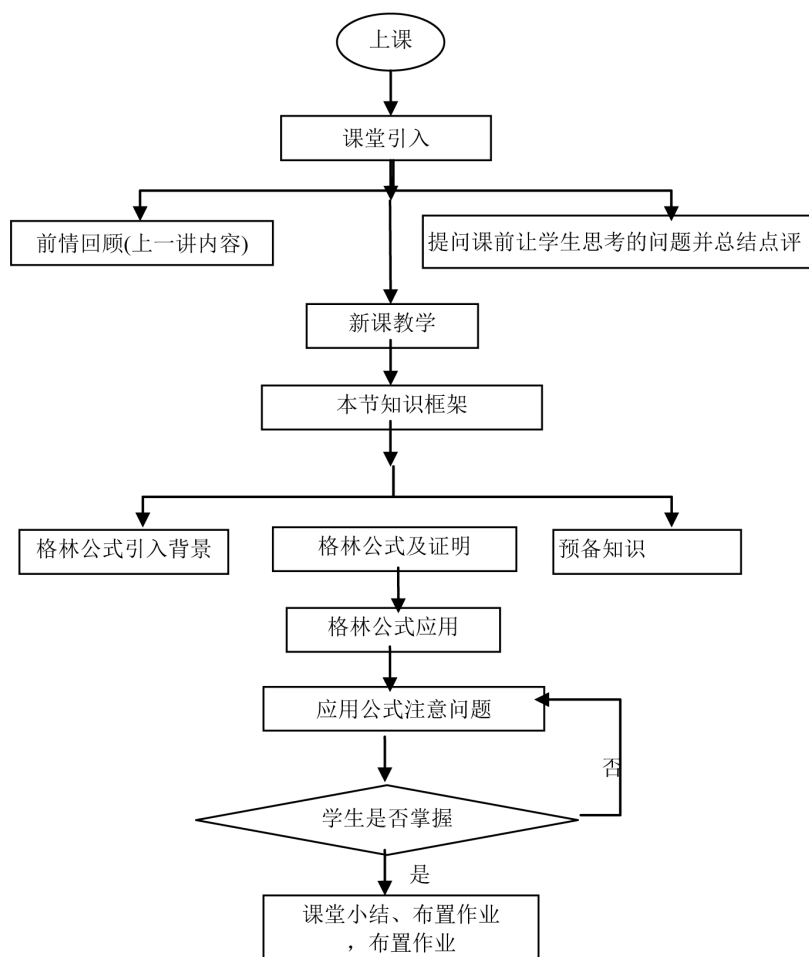 上课
课堂引入
前情回顾(上一讲内容)
提问课前让学生思考的问题并总结点评
新课教学
本节知识框架
格林公式引入背景
格林公式及证明
预备知识
格林公式应用
应用公式注意问题
否
学生是否掌握
是
课堂小结、布置作业
，布置作业